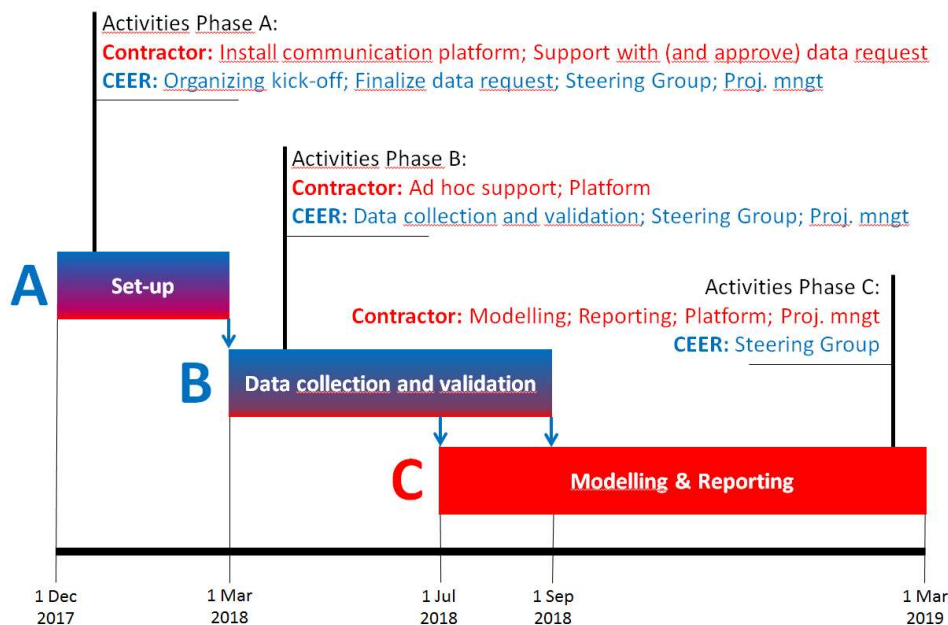 Activities Phase A:
Contractor: Install communication platform; Support with (and approve) data request
CEER: Organizing kick-off; Finalize data request; Steering Group; Proj. mngt
Activities Phase B:
Contractor: Ad hoc support; Platform
CEER: Data collection and validation; Steering Group; Proj. mngt
A
Set-up
Activities Phase C:
Contractor: Modelling; Reporting; Platform; Proj. mngt
CEER: Steering Group
B
Data collection and validation
C
Modelling & Reporting
1 Dec
2017
1 Mar
2018
1 Jul
2018
1 Sep
2018
1 Mar
2019